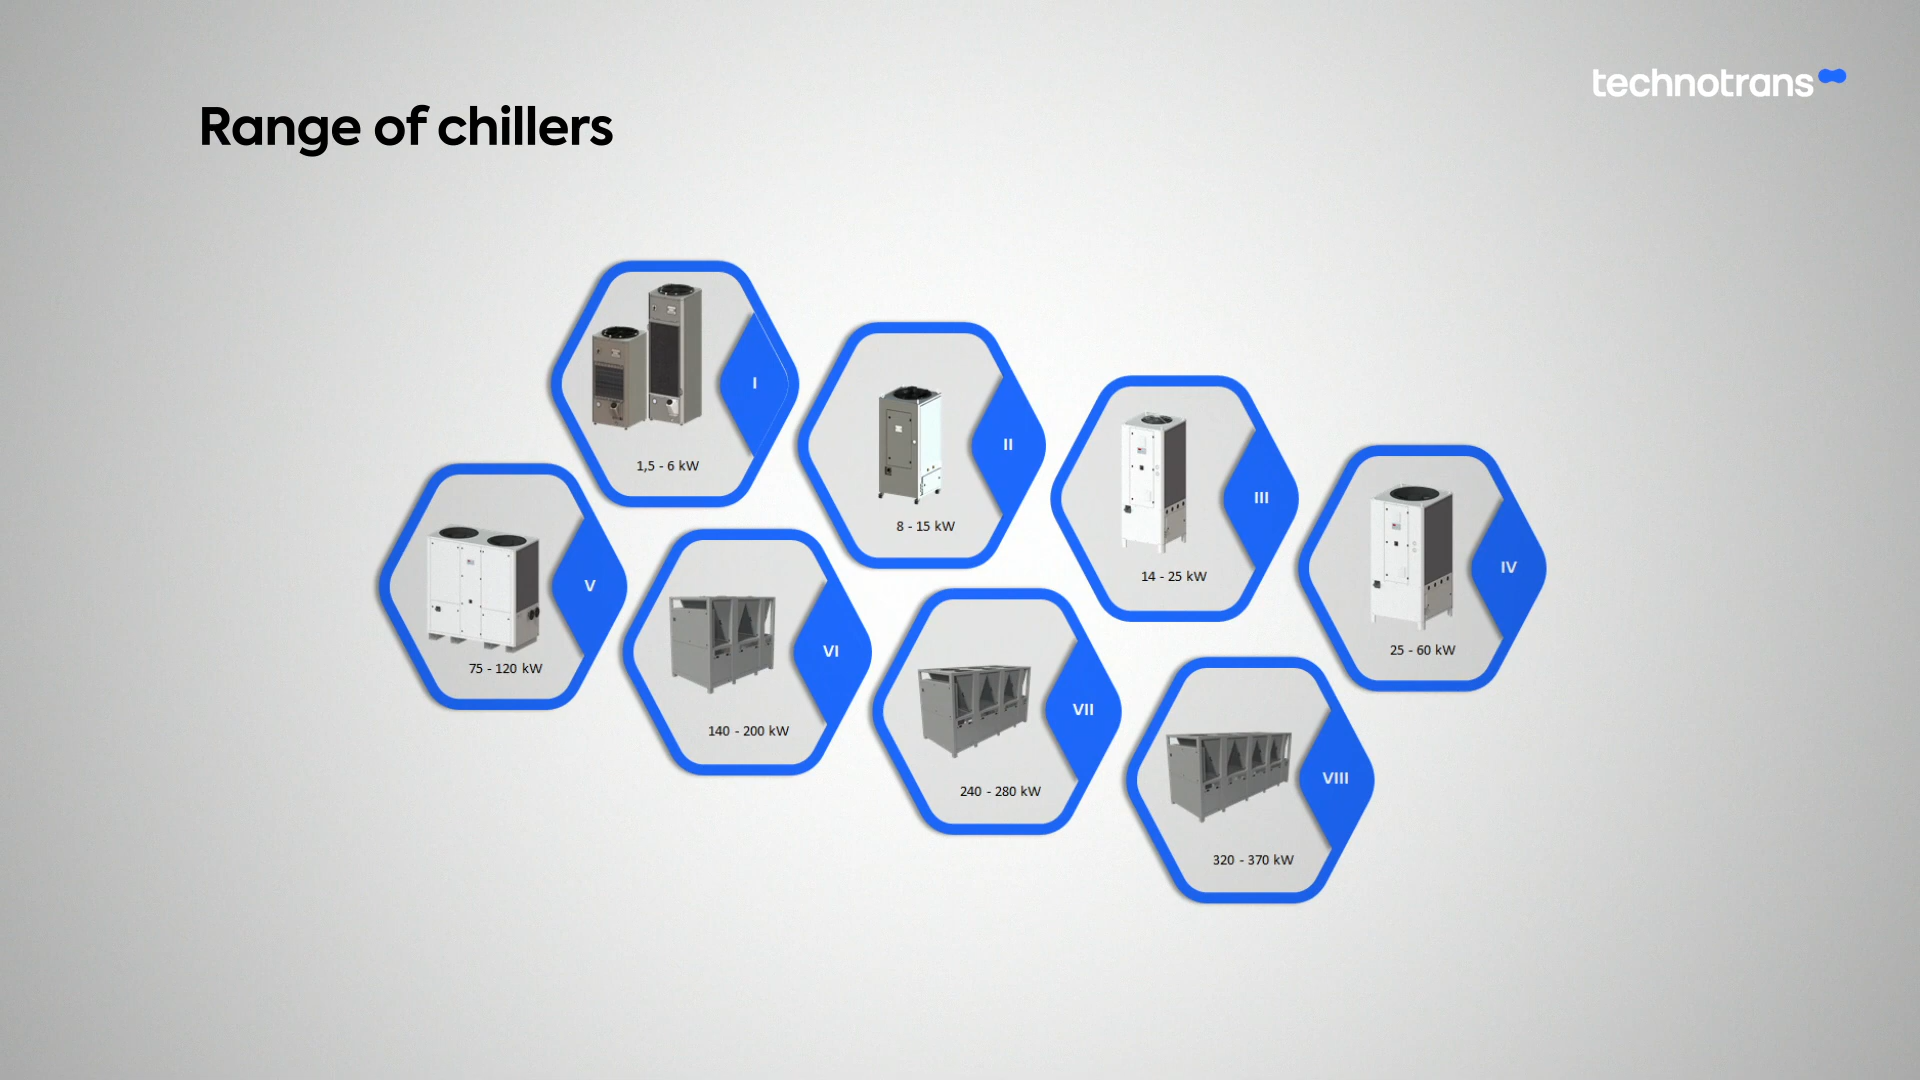 technotrans
Range of chillers
I
1,5 - 6 kW
II
8 - 15 kW
III
14 - 25 kW
IV
25 - 60 kW
V
75 - 120 kW
VI
140 - 200 kW
VII
240 - 280 kW
VIII
320 - 370 kW